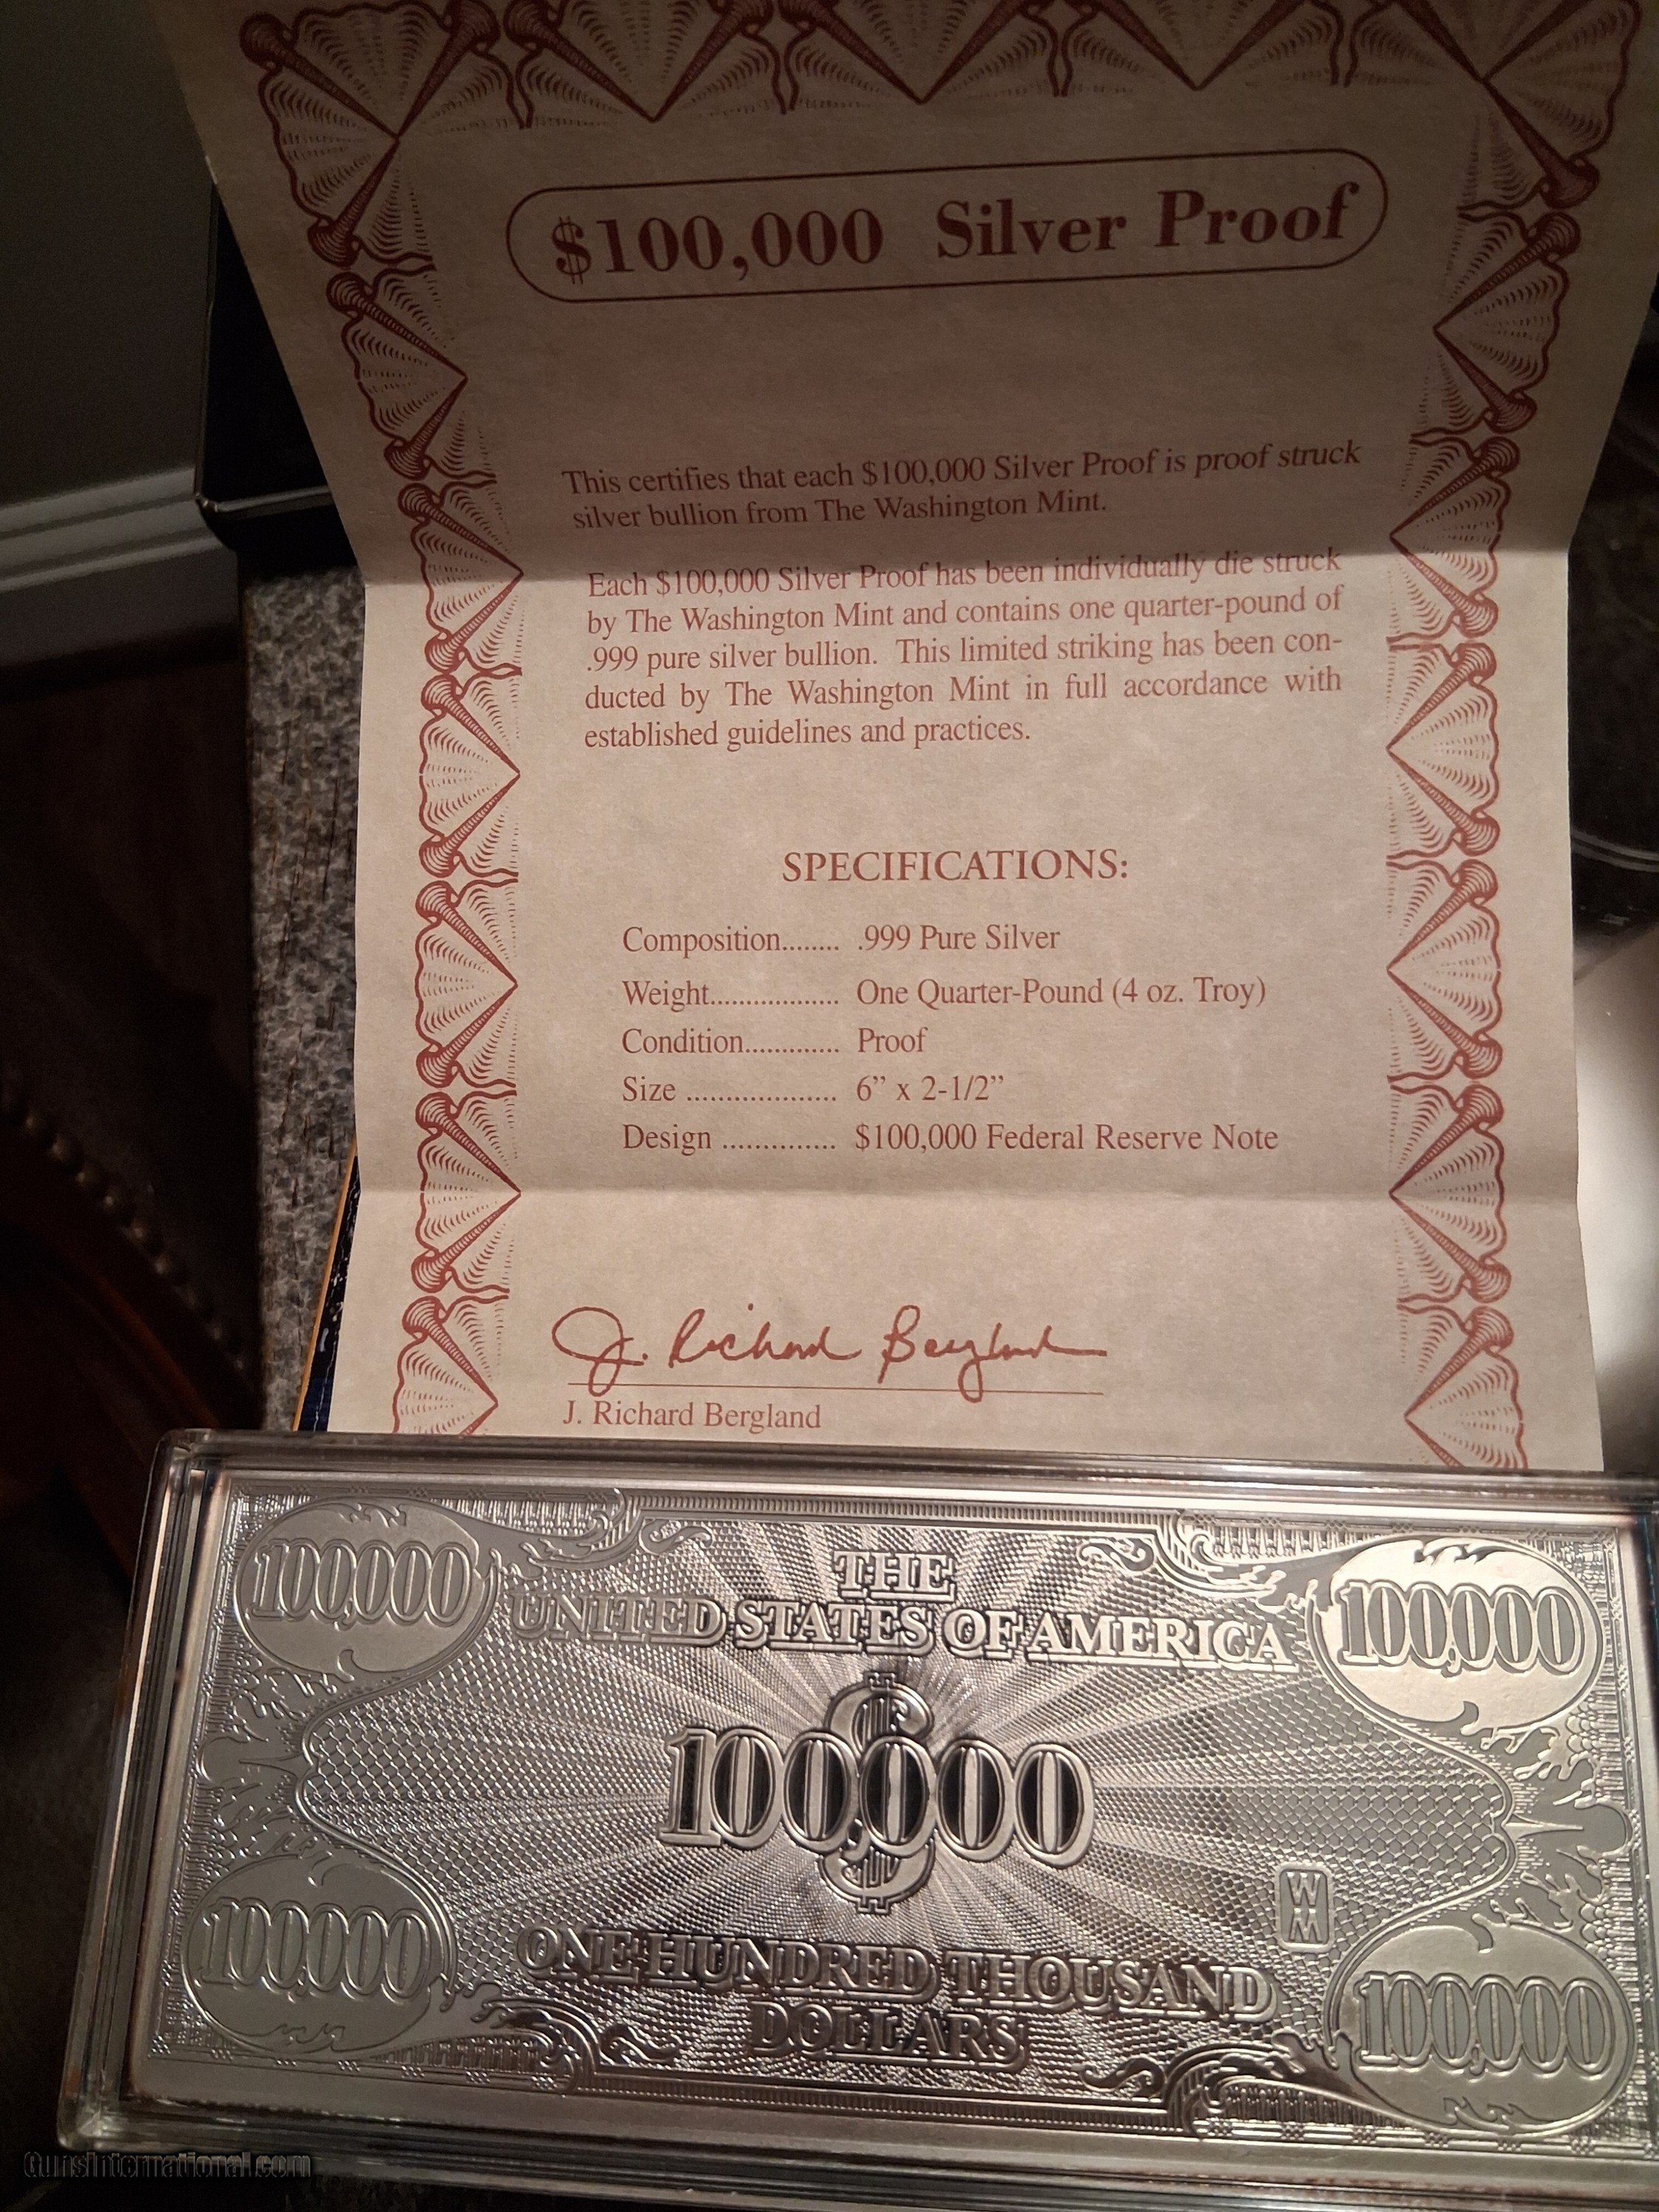 $100,000 Silver Proof
This certifies that each $100,000 Silver Proof is proof struck
silver bullion from The Washington Mint.
Each $100,000 Silver Proof has been individually die struck
by The Washington Mint and contains one quarter-pound of
.999 pure silver bullion. This limited striking has been con-
ducted by The Washington Mint in full accordance with
established guidelines and practices.
SPECIFICATIONS:
Composition........ .999 Pure Silver
Weight.................. One Quarter-Pound (4 oz. Troy)
Condition............. Proof
Size ................... 6” x 2-1/2”
Design .............. $100,000 Federal Reserve Note
J. Richard Bergland
J. Richard Bergland
100,000 THE 100,000
UNITED STATES OF AMERICA
$
100,000
WM
100,000 ONE HUNDRED THOUSAND 100,000
DOLLARS
Gunsinternational.com